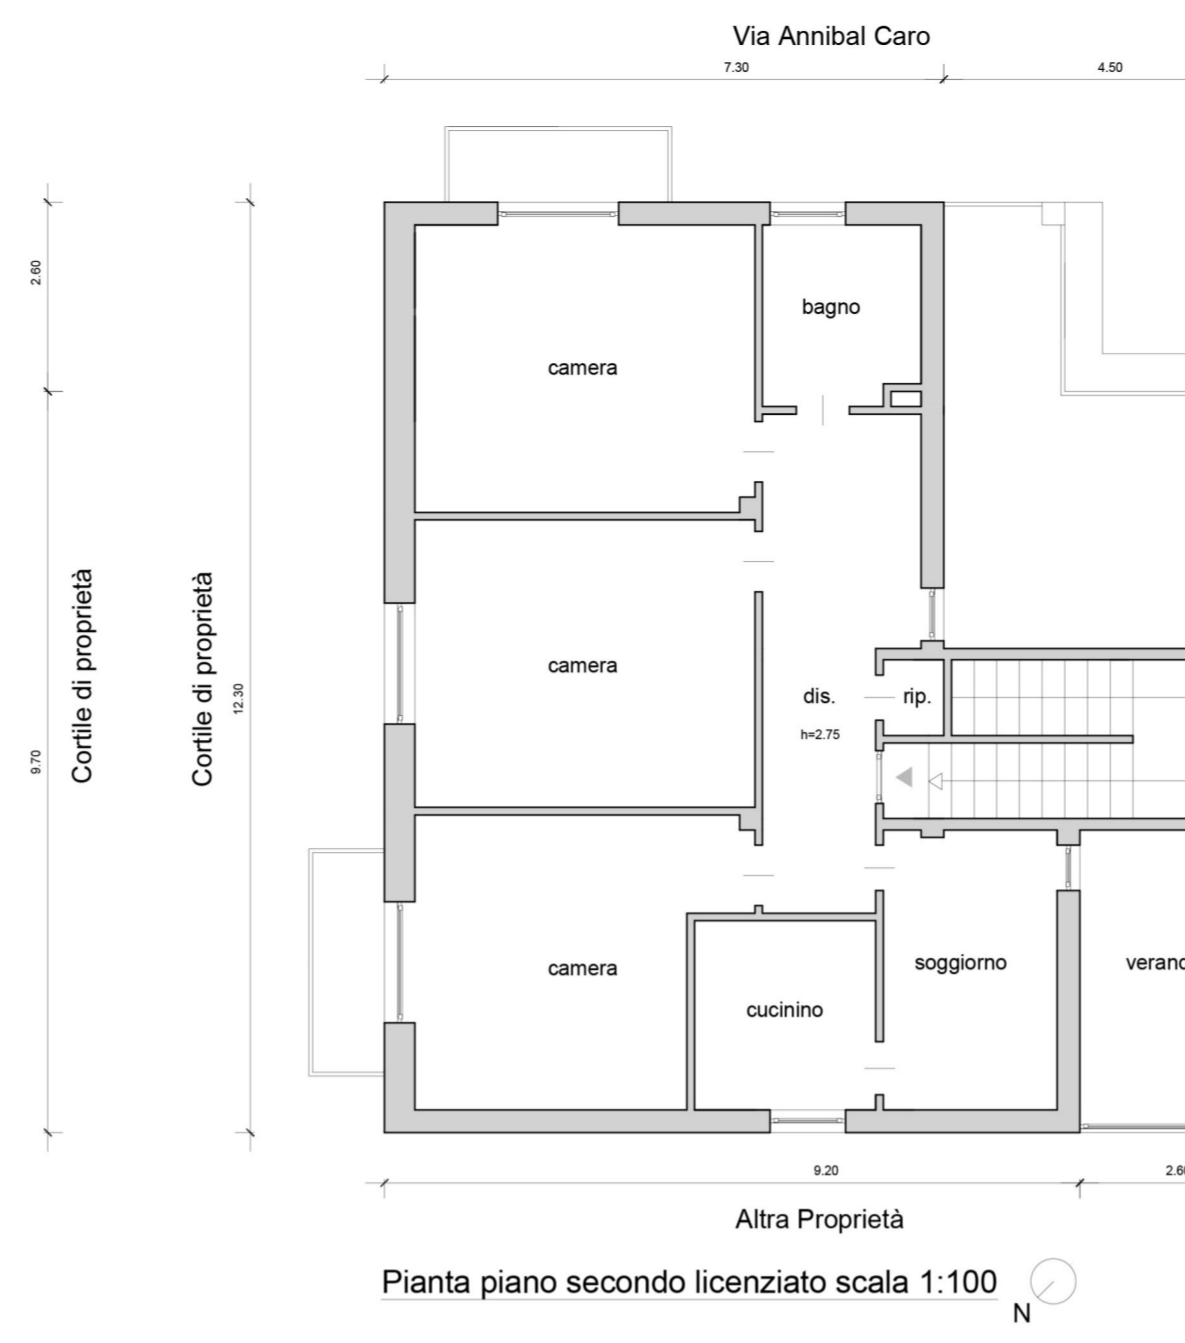 Via Annibal Caro
7.30
4.50
2.60
bagno
camera
Cortile di proprietà
Cortile di proprietà
12.30
9.70
camera
dis.
rip.
h=2.75
camera
soggiorno
cucinino
9.20
Altra Proprietà
Pianta piano secondo licenziato scala 1:100
N